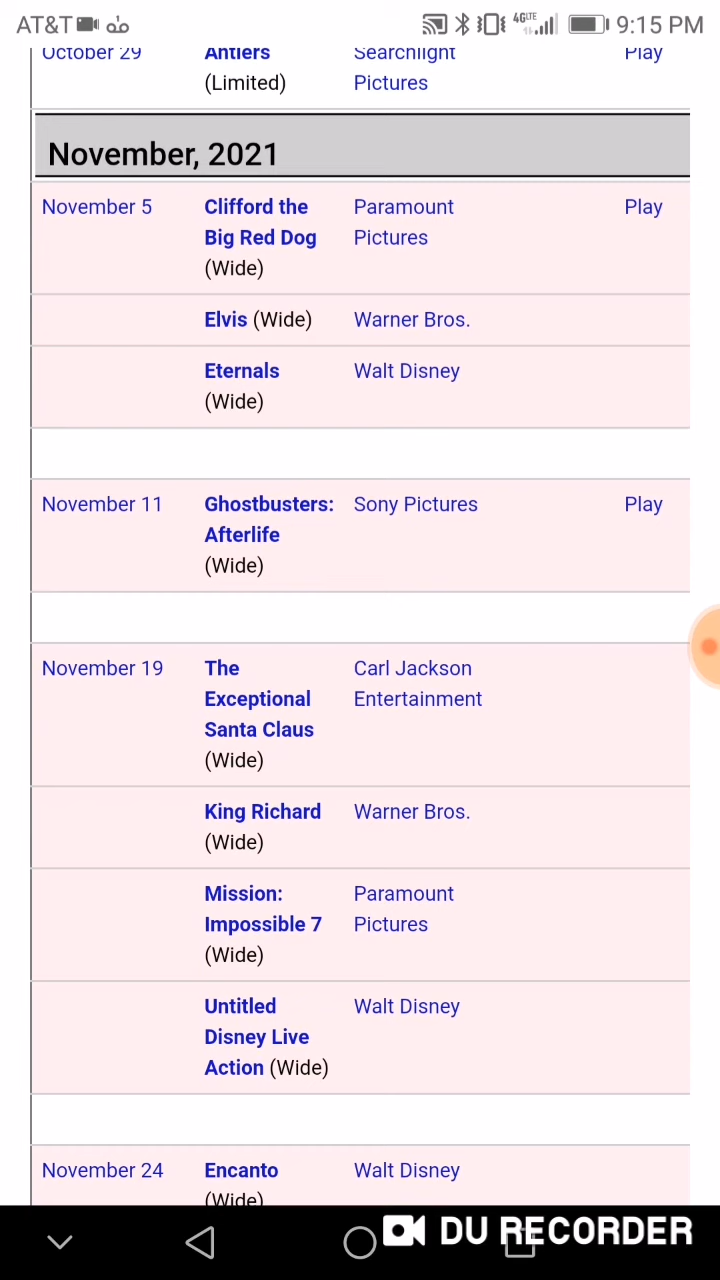 AT&T 4G LTE 9:15 PM
October 29 Antlers Searchlight Play
(Limited) Pictures
November, 2021
November 5 Clifford the Paramount Play
Big Red Dog Pictures
(Wide)
Elvis (Wide) Warner Bros.
Eternals Walt Disney
(Wide)
November 11 Ghostbusters: Sony Pictures Play
Afterlife
(Wide)
November 19 The Carl Jackson
Exceptional Entertainment
Santa Claus
(Wide)
King Richard Warner Bros.
(Wide)
Mission: Paramount
Impossible 7 Pictures
(Wide)
Untitled Walt Disney
Disney Live
Action (Wide)
November 24 Encanto Walt Disney
(Wide)
DU RECORDER